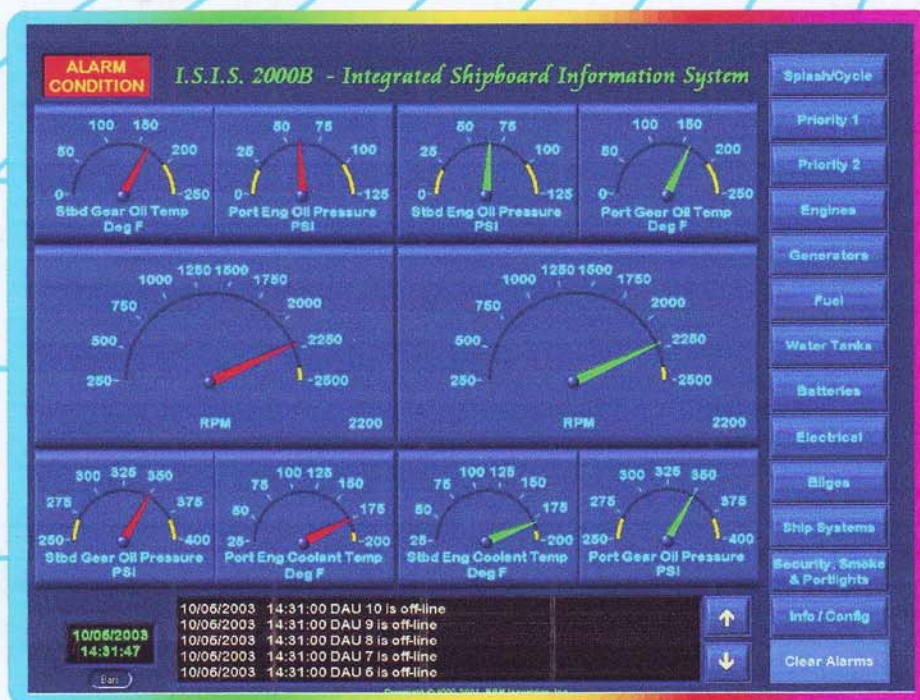 ALARM
CONDITION
I.S.I.S. 2000B - Integrated Shipboard Information System
Splash/Cycle
Priority 1
Priority 2
Engines
Generators
Fuel
Water Tanks
Batteries
Electrical
Bilges
Ship Systems
Security, Smoke
& Portlights
Info / Config
Clear Alarms
0 50 100 150 200 250
Stbd Gear Oil Temp
Deg F
0 25 50 75 100 125
Port Eng Oil Pressure
PSI
0 25 50 75 100 125
Stbd Eng Oil Pressure
PSI
0 50 100 150 200 250
Port Gear Oil Temp
Deg F
250 500 750 1000 1250 1500 1750 2000 2250 2500
RPM 2200
250 500 750 1000 1250 1500 1750 2000 2250 2500
RPM 2200
250 275 300 325 350 375 400
Stbd Gear Oil Pressure
PSI
25 50 75 100 125 150 175 200
Port Eng Coolant Temp
Deg F
25 50 75 100 125 150 175 200
Stbd Eng Coolant Temp
Deg F
250 275 300 325 350 375 400
Port Gear Oil Pressure
PSI
10/06/2003
14:31:47
10/06/2003 14:31:00 DAU 10 is off-line
10/06/2003 14:31:00 DAU 9 is off-line
10/06/2003 14:31:00 DAU 8 is off-line
10/06/2003 14:31:00 DAU 7 is off-line
10/06/2003 14:31:00 DAU 6 is off-line